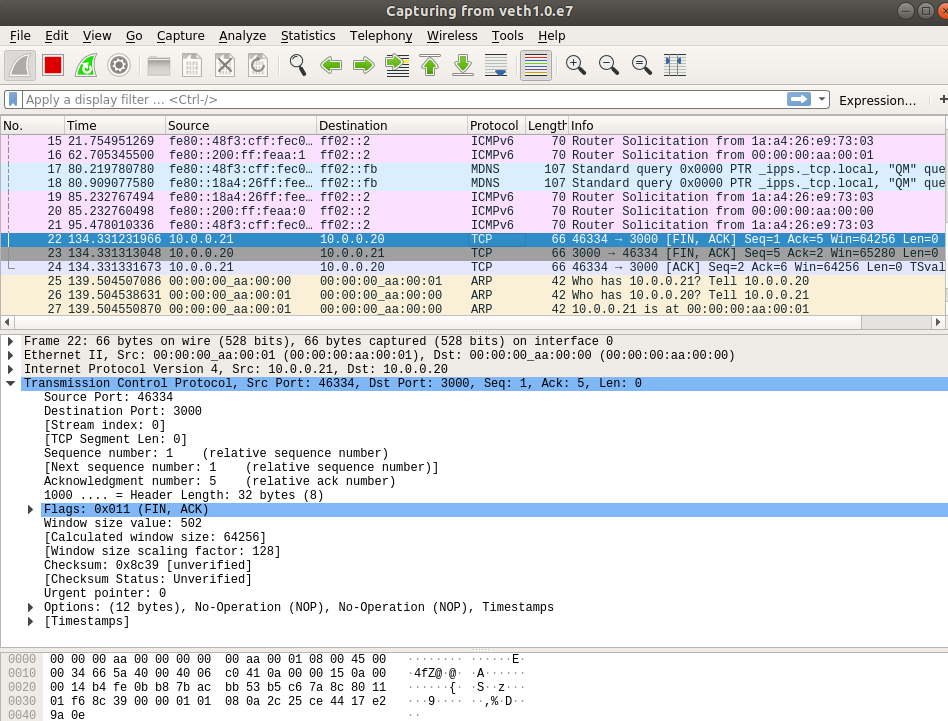 Capturing from veth1.0.e7
File Edit View Go Capture Analyze Statistics Telephony Wireless Tools Help
Apply a display filter ... <Ctrl-/> Expression... +
No. Time Source Destination Protocol Length Info
15 21.754951269 fe80::48f3:cff:fec0… ff02::2 ICMPv6 70 Router Solicitation from 1a:a4:26:e9:73:03
16 62.705345500 fe80::200:ff:feaa:1 ff02::2 ICMPv6 70 Router Solicitation from 00:00:00:aa:00:01
17 80.219780780 fe80::48f3:cff:fec0… ff02::fb MDNS 107 Standard query 0x0000 PTR _ipps._tcp.local, "QM" que
18 80.909077580 fe80::18a4:26ff:fee… ff02::fb MDNS 107 Standard query 0x0000 PTR _ipps._tcp.local, "QM" que
19 85.232767494 fe80::18a4:26ff:fee… ff02::2 ICMPv6 70 Router Solicitation from 1a:a4:26:e9:73:03
20 85.232760498 fe80::200:ff:feaa:0 ff02::2 ICMPv6 70 Router Solicitation from 00:00:00:aa:00:00
21 95.478010336 fe80::48f3:cff:fec0… ff02::2 ICMPv6 70 Router Solicitation from 1a:a4:26:e9:73:03
22 134.331231966 10.0.0.21 10.0.0.20 TCP 66 46334 → 3000 [FIN, ACK] Seq=1 Ack=5 Win=64256 Len=0
23 134.331313048 10.0.0.20 10.0.0.21 TCP 66 3000 → 46334 [FIN, ACK] Seq=5 Ack=2 Win=65280 Len=0
24 134.331331673 10.0.0.21 10.0.0.20 TCP 66 46334 → 3000 [ACK] Seq=2 Ack=6 Win=64256 Len=0 TSval
25 139.504507086 00:00:00_aa:00:00 00:00:00_aa:00:01 ARP 42 Who has 10.0.0.21? Tell 10.0.0.20
26 139.504538631 00:00:00_aa:00:01 00:00:00_aa:00:00 ARP 42 Who has 10.0.0.20? Tell 10.0.0.21
27 139.504550870 00:00:00_aa:00:01 00:00:00_aa:00:00 ARP 42 10.0.0.21 is at 00:00:00:aa:00:01
Frame 22: 66 bytes on wire (528 bits), 66 bytes captured (528 bits) on interface 0
Ethernet II, Src: 00:00:00_aa:00:01 (00:00:00:aa:00:01), Dst: 00:00:00_aa:00:00 (00:00:00:aa:00:00)
Internet Protocol Version 4, Src: 10.0.0.21, Dst: 10.0.0.20
Transmission Control Protocol, Src Port: 46334, Dst Port: 3000, Seq: 1, Ack: 5, Len: 0
Source Port: 46334
Destination Port: 3000
[Stream index: 0]
[TCP Segment Len: 0]
Sequence number: 1 (relative sequence number)
[Next sequence number: 1 (relative sequence number)]
Acknowledgment number: 5 (relative ack number)
1000 .... = Header Length: 32 bytes (8)
Flags: 0x011 (FIN, ACK)
Window size value: 502
[Calculated window size: 64256]
[Window size scaling factor: 128]
Checksum: 0x8c39 [unverified]
[Checksum Status: Unverified]
Urgent pointer: 0
Options: (12 bytes), No-Operation (NOP), No-Operation (NOP), Timestamps
[Timestamps]
0000 00 00 00 aa 00 00 00 00 00 aa 00 01 08 00 45 00 ········ ······E·
0010 00 34 66 5a 40 00 40 06 c0 41 0a 00 00 15 0a 00 ·4fZ@·@· ·A······
0020 00 14 b4 fe 0b b8 7b ac bb 53 b5 c6 7a 8c 80 11 ······{· ·S··z···
0030 01 f6 8c 39 00 00 01 01 08 0a 2c 25 ce 44 17 e2 ···9···· ··,%·D··
0040 9a 0e ··